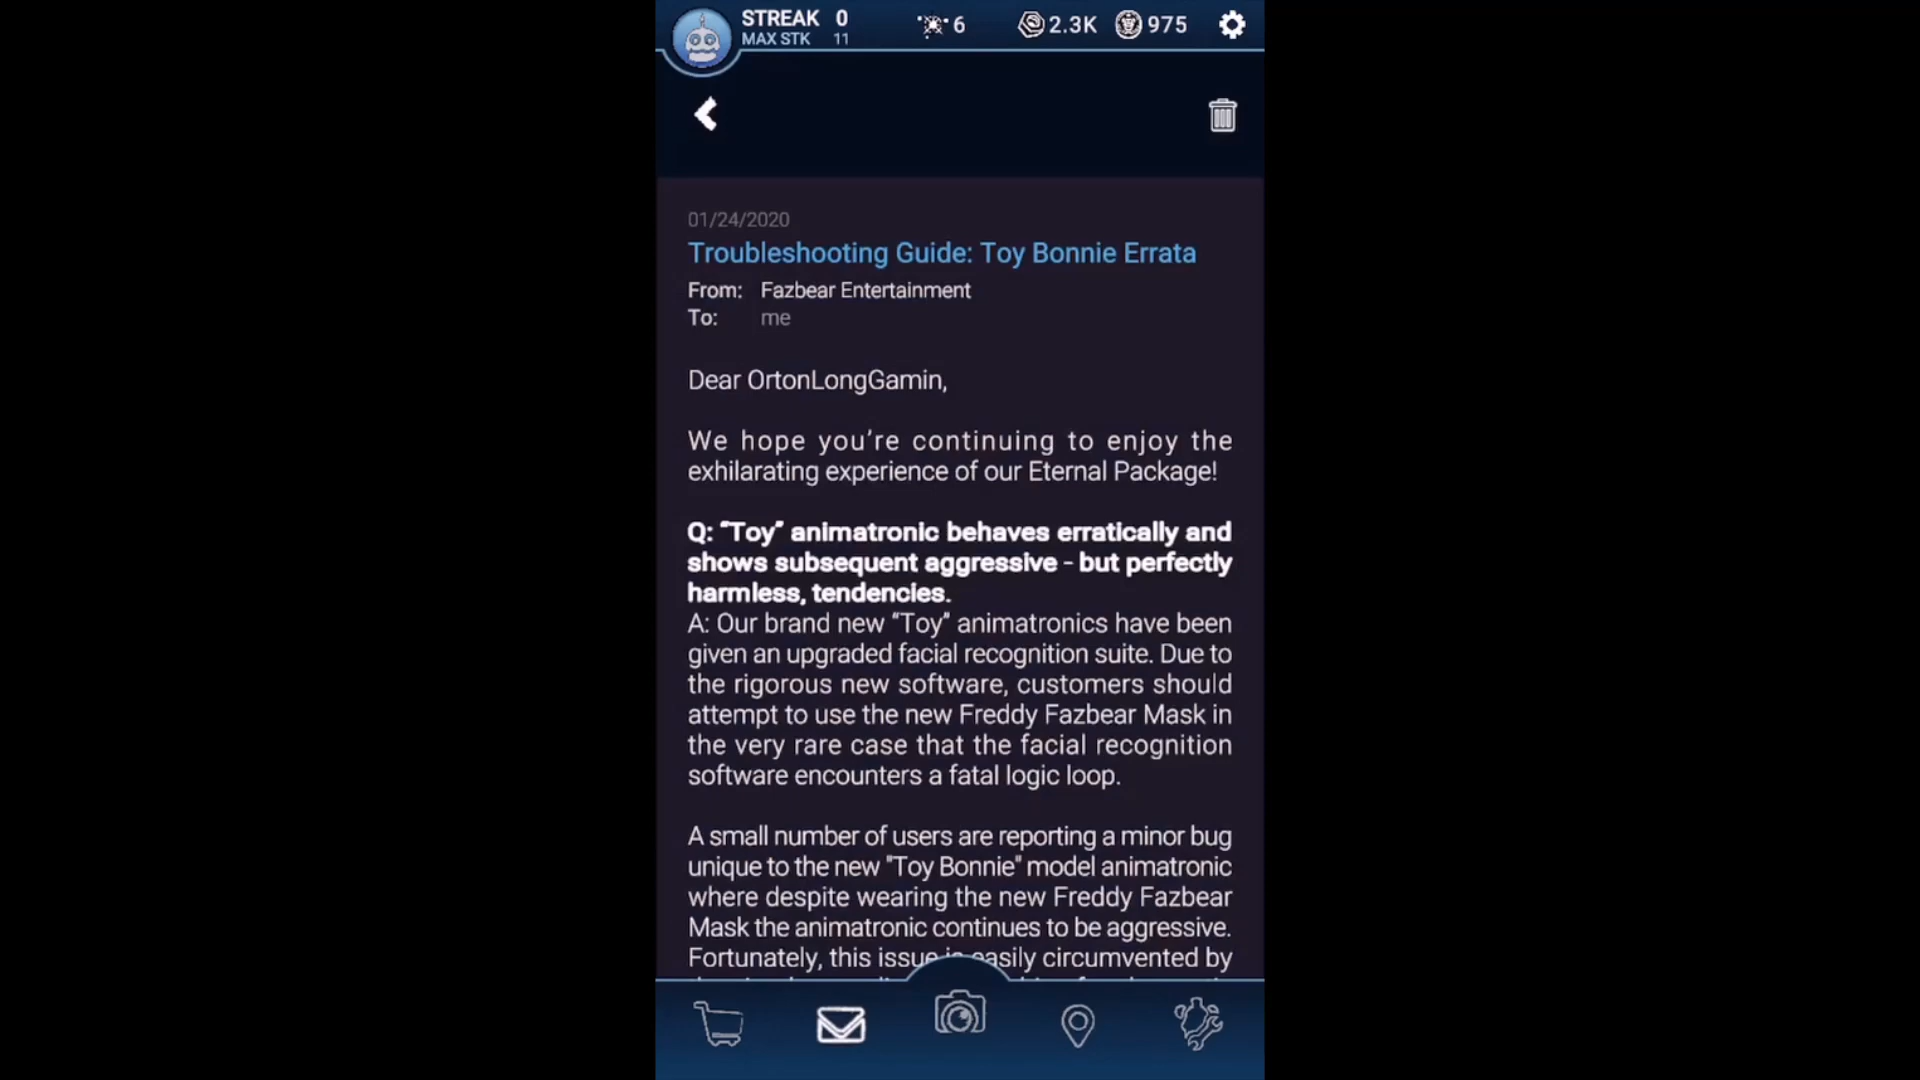 STREAK 0
MAX STK 11
6
2.3K
975
01/24/2020
Troubleshooting Guide: Toy Bonnie Errata
From: Fazbear Entertainment
To: me
Dear OrtonLongGamin,
We hope you’re continuing to enjoy the
exhilarating experience of our Eternal Package!
Q: “Toy” animatronic behaves erratically and
shows subsequent aggressive - but perfectly
harmless, tendencies.
A: Our brand new “Toy” animatronics have been
given an upgraded facial recognition suite. Due to
the rigorous new software, customers should
attempt to use the new Freddy Fazbear Mask in
the very rare case that the facial recognition
software encounters a fatal logic loop.
A small number of users are reporting a minor bug
unique to the new "Toy Bonnie" model animatronic
where despite wearing the new Freddy Fazbear
Mask the animatronic continues to be aggressive.
Fortunately, this issue is easily circumvented by